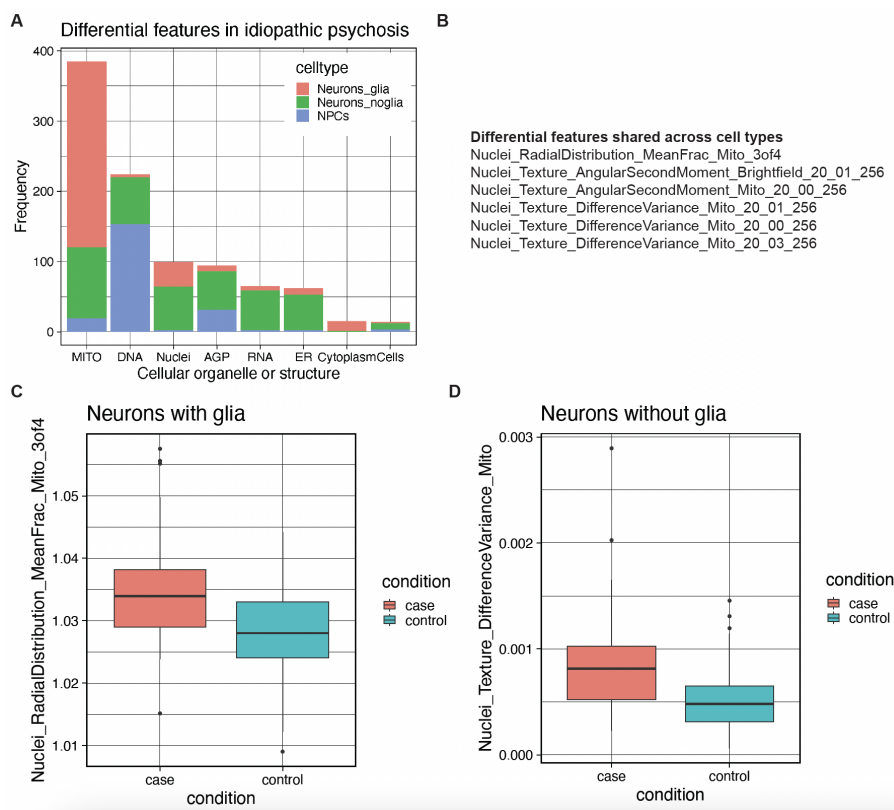 A
Differential features in idiopathic psychosis
400
300
200
100
0
Frequency
celltype
Neurons_glia
Neurons_noglia
NPCs
MITO DNA Nuclei AGP RNA ER Cytoplasm Cells
Cellular organelle or structure
B
Differential features shared across cell types
Nuclei_RadialDistribution_MeanFrac_Mito_3of4
Nuclei_Texture_AngularSecondMoment_Brightfield_20_01_256
Nuclei_Texture_AngularSecondMoment_Mito_20_00_256
Nuclei_Texture_DifferenceVariance_Mito_20_01_256
Nuclei_Texture_DifferenceVariance_Mito_20_00_256
Nuclei_Texture_DifferenceVariance_Mito_20_03_256
C
Neurons with glia
Nuclei_RadialDistribution_MeanFrac_Mito_3of4
1.05
1.04
1.03
1.02
1.01
case control
condition
condition
case
control
D
Neurons without glia
Nuclei_Texture_DifferenceVariance_Mito
0.003
0.002
0.001
0.000
case control
condition
condition
case
control